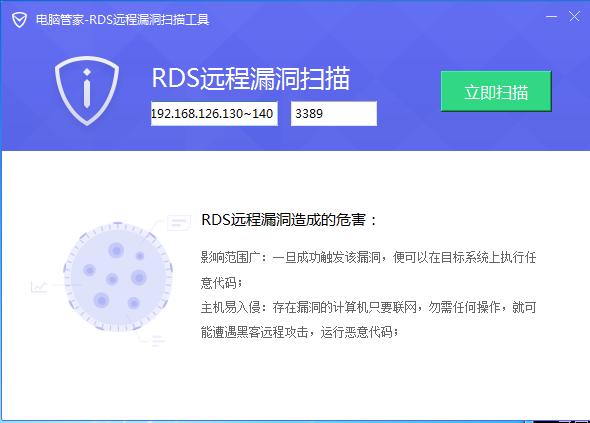 电脑管家-RDS远程漏洞扫描工具
RDS远程漏洞扫描
192.168.126.130~140
3389
立即扫描
RDS远程漏洞造成的危害：
影响范围广：一旦成功触发该漏洞，便可以在目标系统上执行任
意代码；
主机易入侵：存在漏洞的计算机只要联网，勿需任何操作，就可
能遭遇黑客远程攻击，运行恶意代码；